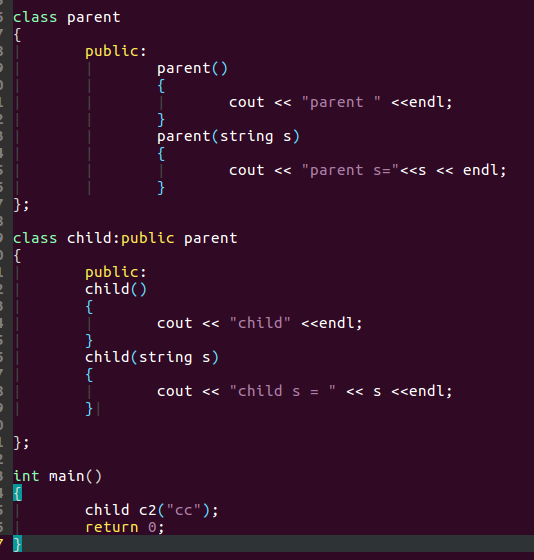 class parent
{
public:
parent()
{
cout << "parent " <<endl;
}
parent(string s)
{
cout << "parent s="<<s << endl;
}
};
class child:public parent
{
public:
child()
{
cout << "child" <<endl;
}
child(string s)
{
cout << "child s = " << s <<endl;
}
};
int main()
{
child c2("cc");
return 0;
}